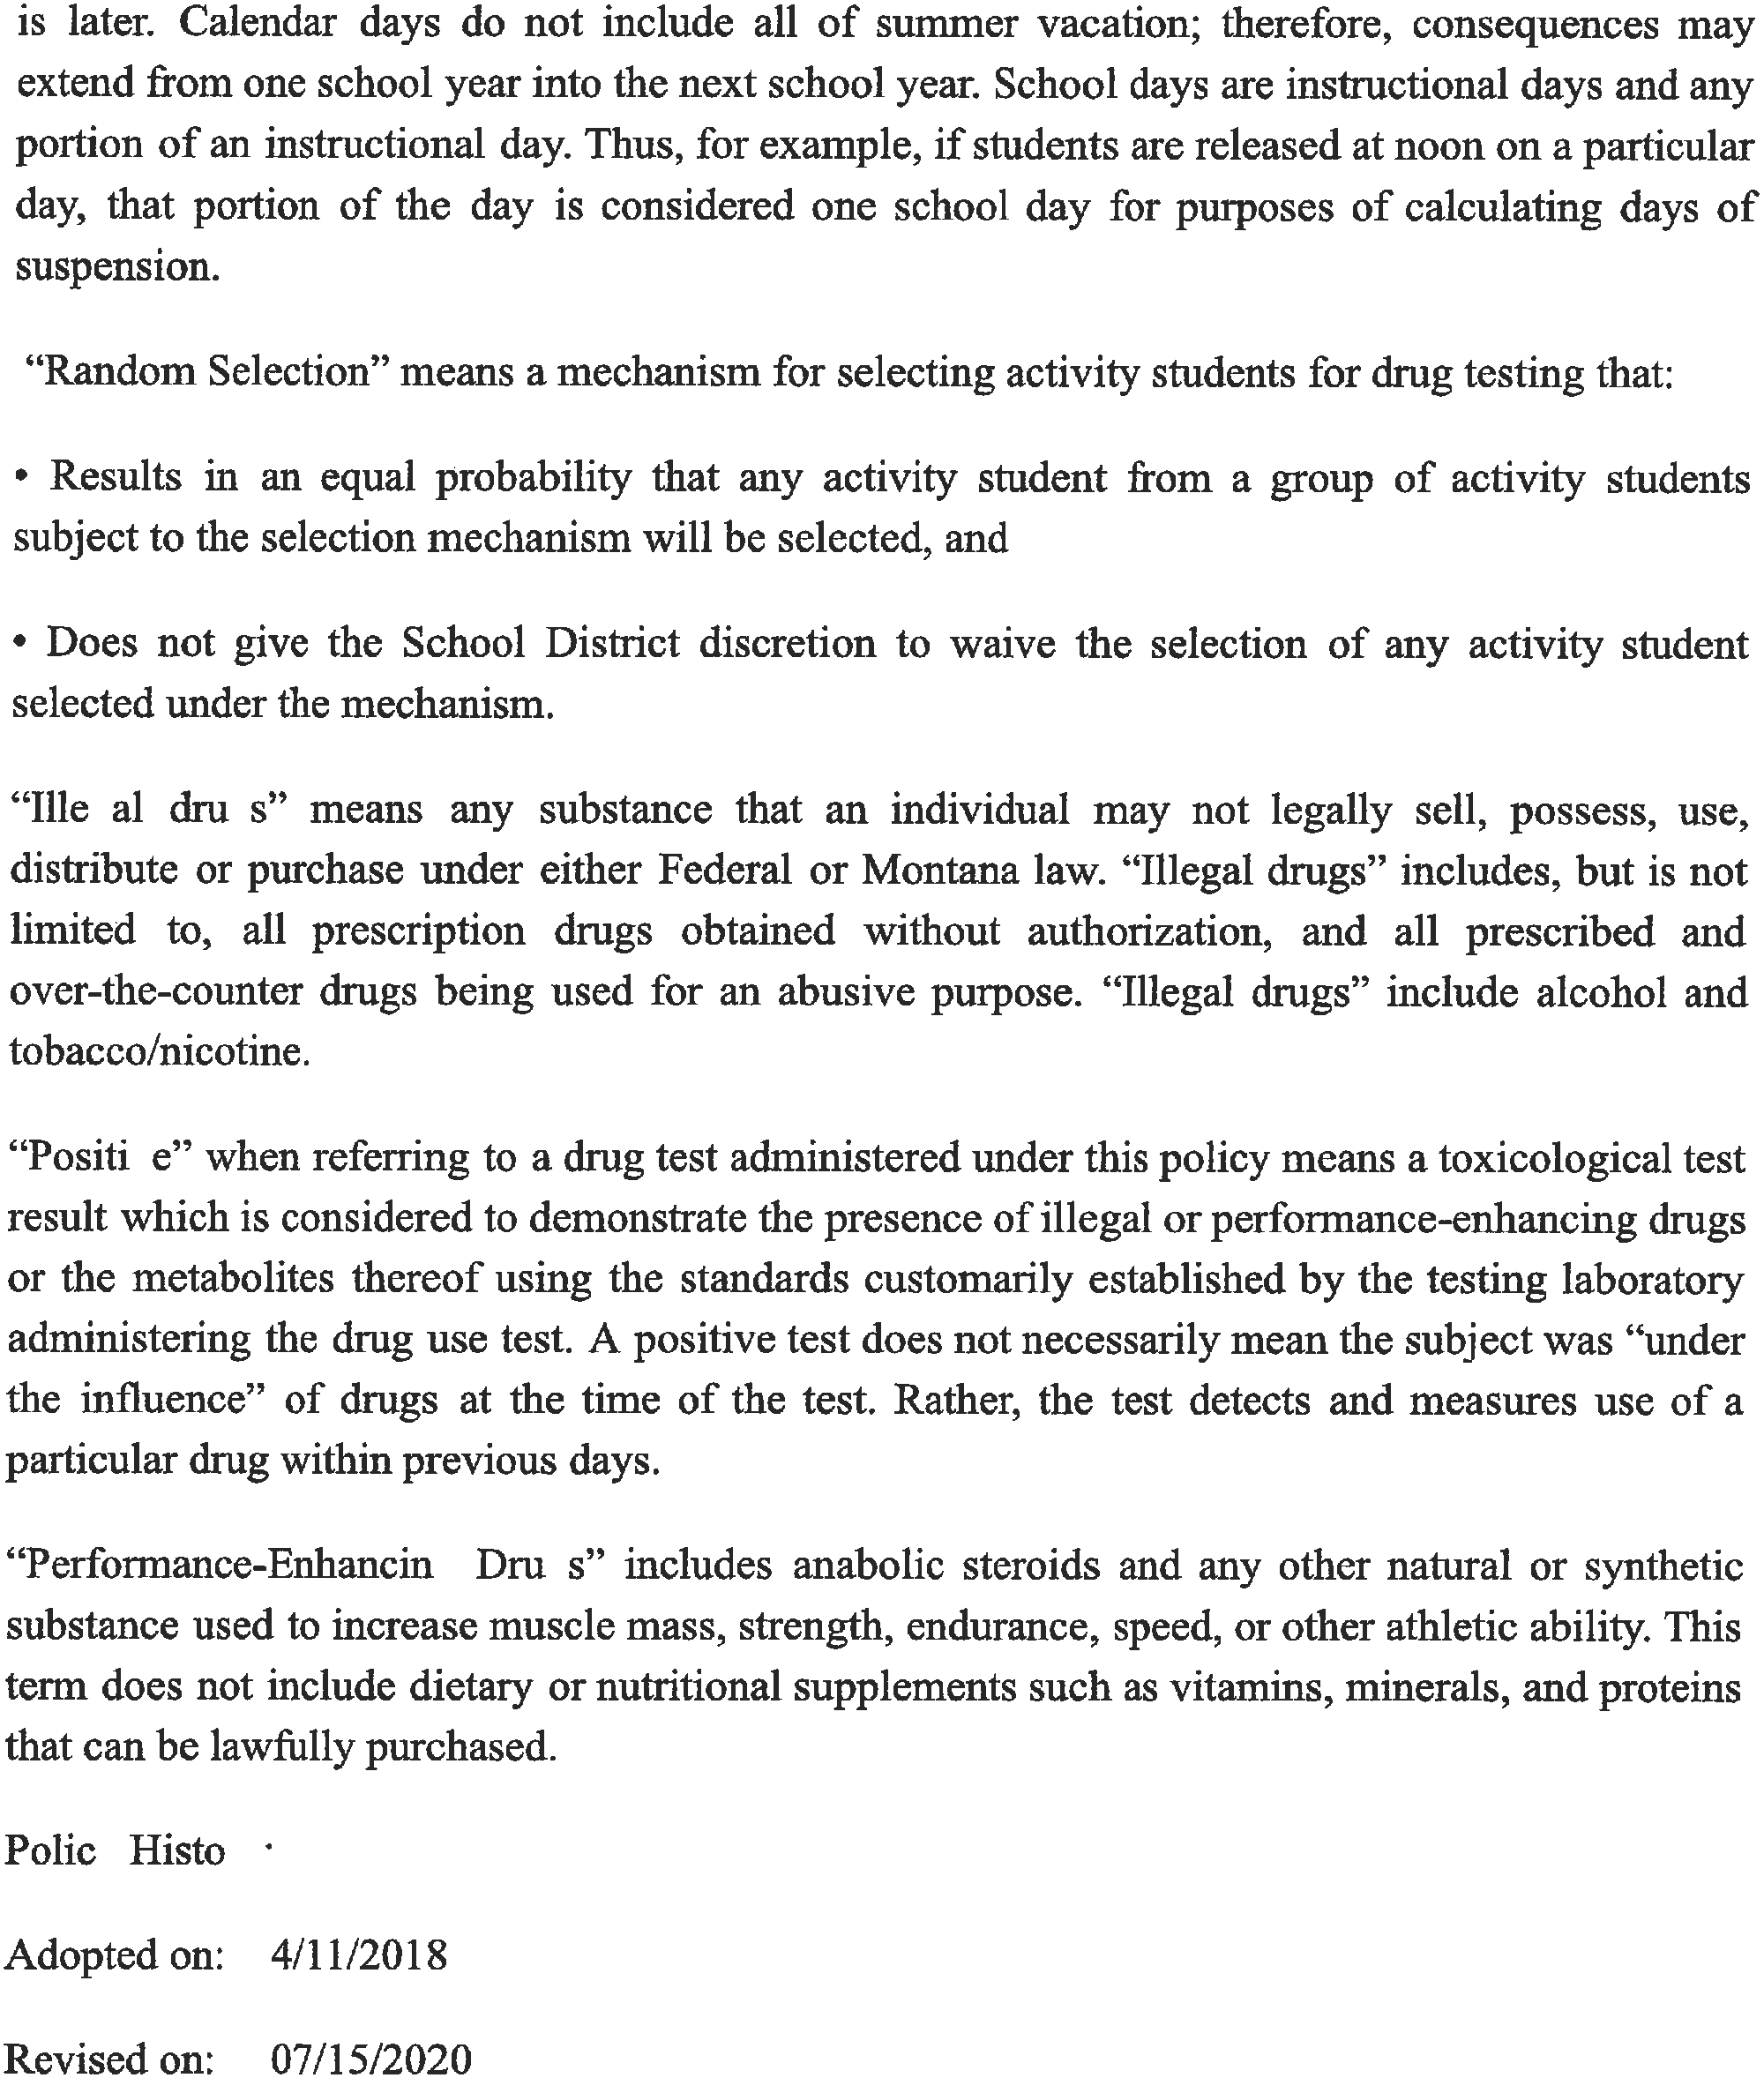 is later. Calendar days do not include all of summer vacation; therefore, consequences may
extend from one school year into the next school year. School days are instructional days and any
portion of an instructional day. Thus, for example, if students are released at noon on a particular
day, that portion of the day is considered one school day for purposes of calculating days of
suspension.
“Random Selection” means a mechanism for selecting activity students for drug testing that:
• Results in an equal probability that any activity student from a group of activity students
subject to the selection mechanism will be selected, and
• Does not give the School District discretion to waive the selection of any activity student
selected under the mechanism.
“Ille al dru s” means any substance that an individual may not legally sell, possess, use,
distribute or purchase under either Federal or Montana law. “Illegal drugs” includes, but is not
limited to, all prescription drugs obtained without authorization, and all prescribed and
over-the-counter drugs being used for an abusive purpose. “Illegal drugs” include alcohol and
tobacco/nicotine.
“Positi e” when referring to a drug test administered under this policy means a toxicological test
result which is considered to demonstrate the presence of illegal or performance-enhancing drugs
or the metabolites thereof using the standards customarily established by the testing laboratory
administering the drug use test. A positive test does not necessarily mean the subject was “under
the influence” of drugs at the time of the test. Rather, the test detects and measures use of a
particular drug within previous days.
“Performance-Enhancin Dru s” includes anabolic steroids and any other natural or synthetic
substance used to increase muscle mass, strength, endurance, speed, or other athletic ability. This
term does not include dietary or nutritional supplements such as vitamins, minerals, and proteins
that can be lawfully purchased.
Polic Histo ·
Adopted on: 4/11/2018
Revised on: 07/15/2020